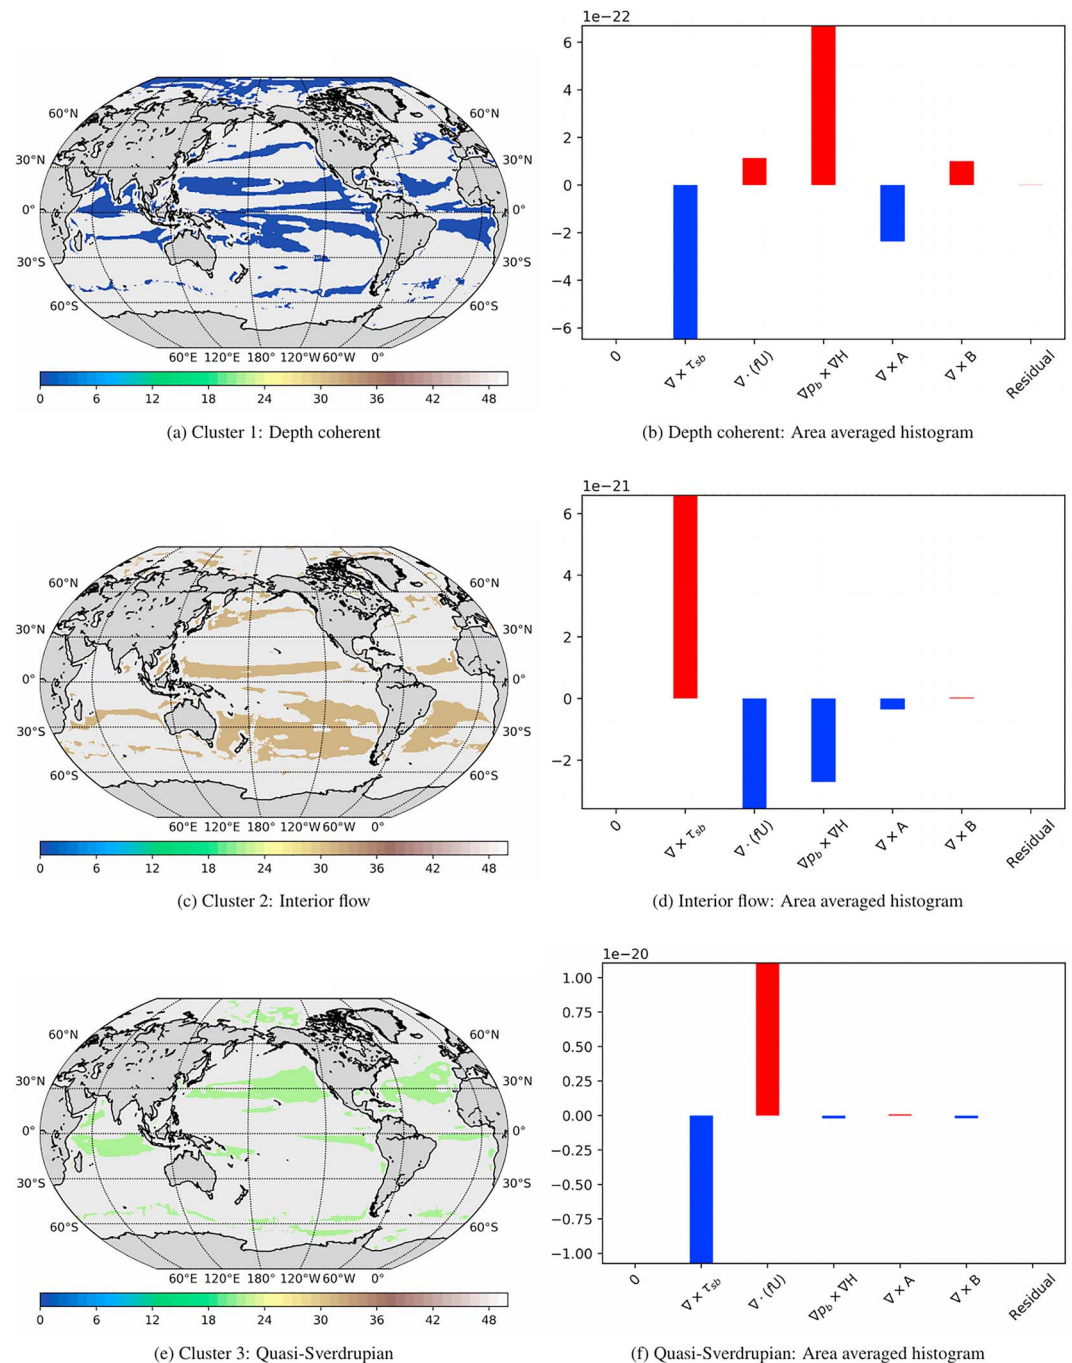 1e−22
6
4
2
0
−2
−4
−6
0
∇ × τsb
∇ · (fU)
∇pb × ∇H
∇ × A
∇ × B
Residual
60°N 60°N
30°N 30°N
0° 0°
30°S 30°S
60°S 60°S
60°E 120°E 180° 120°W 60°W 0°
0 6 12 18 24 30 36 42 48
(a) Cluster 1: Depth coherent
(b) Depth coherent: Area averaged histogram
1e−21
6
4
2
0
−2
0
∇ × τsb
∇ · (fU)
∇pb × ∇H
∇ × A
∇ × B
Residual
60°N 60°N
30°N 30°N
0° 0°
30°S 30°S
60°S 60°S
60°E 120°E 180° 120°W 60°W 0°
0 6 12 18 24 30 36 42 48
(c) Cluster 2: Interior flow
(d) Interior flow: Area averaged histogram
1e−20
1.00
0.75
0.50
0.25
0.00
−0.25
−0.50
−0.75
−1.00
0
∇ × τsb
∇ · (fU)
∇pb × ∇H
∇ × A
∇ × B
Residual
60°N 60°N
30°N 30°N
0° 0°
30°S 30°S
60°S 60°S
60°E 120°E 180° 120°W 60°W 0°
0 6 12 18 24 30 36 42 48
(e) Cluster 3: Quasi-Sverdrupian
(f) Quasi-Sverdrupian: Area averaged histogram